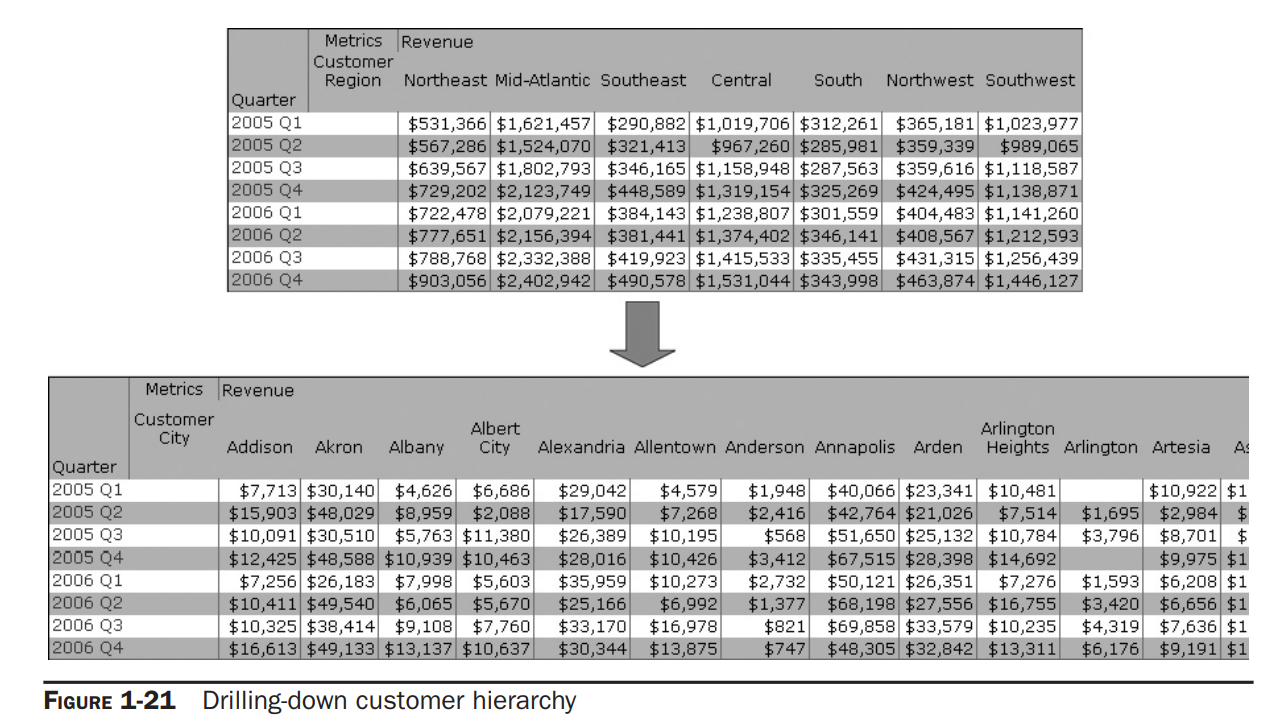 Metrics Revenue
Customer
Region Northeast Mid-Atlantic Southeast Central South Northwest Southwest
Quarter
2005 Q1 $531,366 $1,621,457 $290,882 $1,019,706 $312,261 $365,181 $1,023,977
2005 Q2 $567,286 $1,524,070 $321,413 $967,260 $285,981 $359,339 $989,065
2005 Q3 $639,567 $1,802,793 $346,165 $1,158,948 $287,563 $359,616 $1,118,587
2005 Q4 $729,202 $2,123,749 $448,589 $1,319,154 $325,269 $424,495 $1,138,871
2006 Q1 $722,478 $2,079,221 $384,143 $1,238,807 $301,559 $404,483 $1,141,260
2006 Q2 $777,651 $2,156,394 $381,441 $1,374,402 $346,141 $408,567 $1,212,593
2006 Q3 $788,768 $2,332,388 $419,923 $1,415,533 $335,455 $431,315 $1,256,439
2006 Q4 $903,056 $2,402,942 $490,578 $1,531,044 $343,998 $463,874 $1,446,127
Metrics Revenue
Customer
City Addison Akron Albany Albert City Alexandria Allentown Anderson Annapolis Arden Arlington Heights Arlington Artesia
Quarter
2005 Q1 $7,713 $30,140 $4,626 $6,686 $29,042 $4,579 $1,948 $40,066 $23,341 $10,481 $10,922 $1
2005 Q2 $15,903 $48,029 $8,959 $2,088 $17,590 $7,268 $2,416 $42,764 $21,026 $7,514 $1,695 $2,984 $
2005 Q3 $10,091 $30,510 $5,763 $11,380 $26,389 $10,195 $568 $51,650 $25,132 $10,784 $3,796 $8,701 $
2005 Q4 $12,425 $48,588 $10,939 $10,463 $28,016 $10,426 $3,412 $67,515 $28,398 $14,692 $9,975 $1
2006 Q1 $7,256 $26,183 $7,998 $5,603 $35,959 $10,273 $2,732 $50,121 $26,351 $7,276 $1,593 $6,208 $1
2006 Q2 $10,411 $49,540 $6,065 $5,670 $25,166 $6,992 $1,377 $68,198 $27,556 $16,755 $3,420 $6,656 $1
2006 Q3 $10,325 $38,414 $9,108 $7,760 $33,170 $16,978 $821 $69,858 $33,579 $10,235 $4,319 $7,636 $1
2006 Q4 $16,613 $49,133 $13,137 $10,637 $30,344 $13,875 $747 $48,305 $32,842 $13,311 $6,176 $9,191 $1
FIGURE 1-21 Drilling-down customer hierarchy